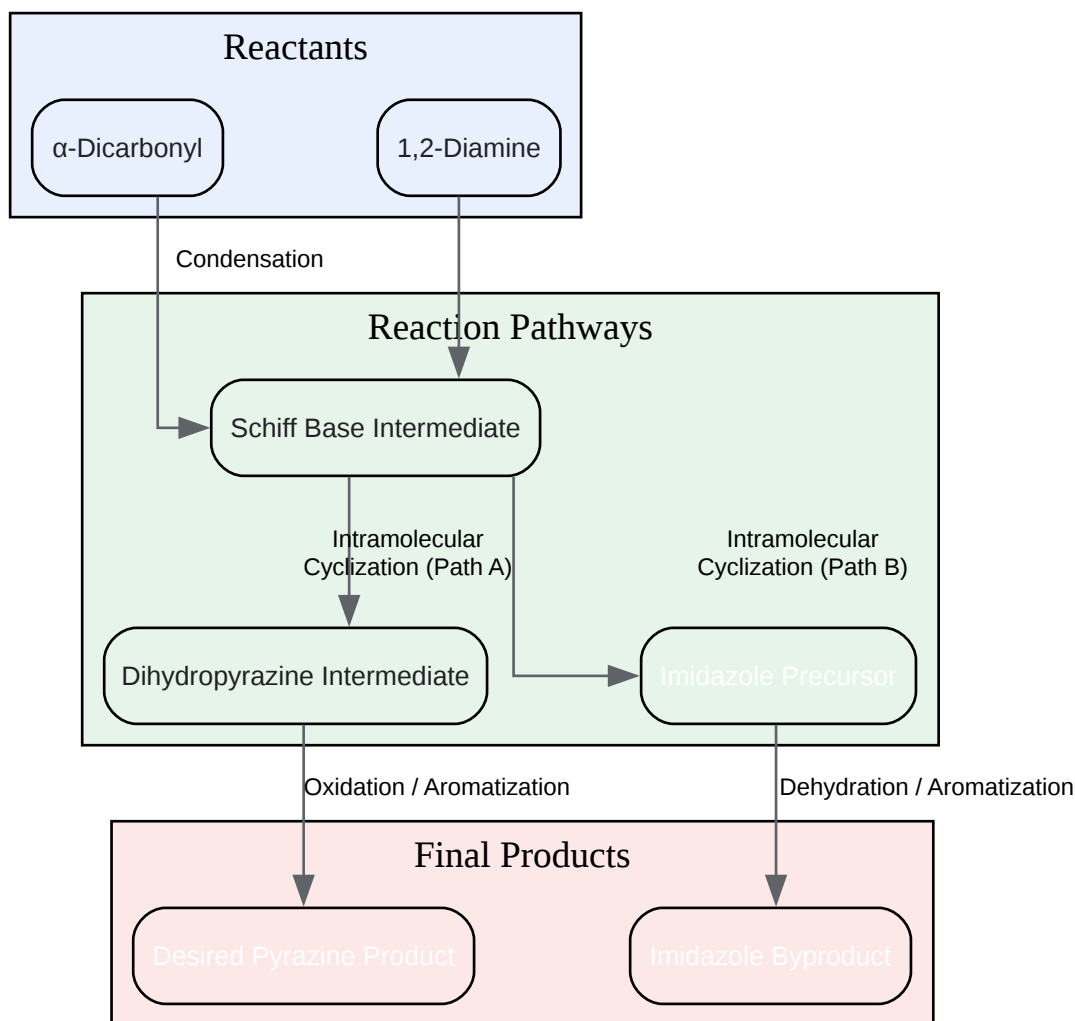 Reactants
α-Dicarbonyl
1,2-Diamine
Condensation
Reaction Pathways
Schiff Base Intermediate
Intramolecular
Cyclization (Path A)
Intramolecular
Cyclization (Path B)
Dihydropyrazine Intermediate
Imidazole Precursor
Oxidation / Aromatization
Dehydration / Aromatization
Final Products
Desired Pyrazine Product
Imidazole Byproduct